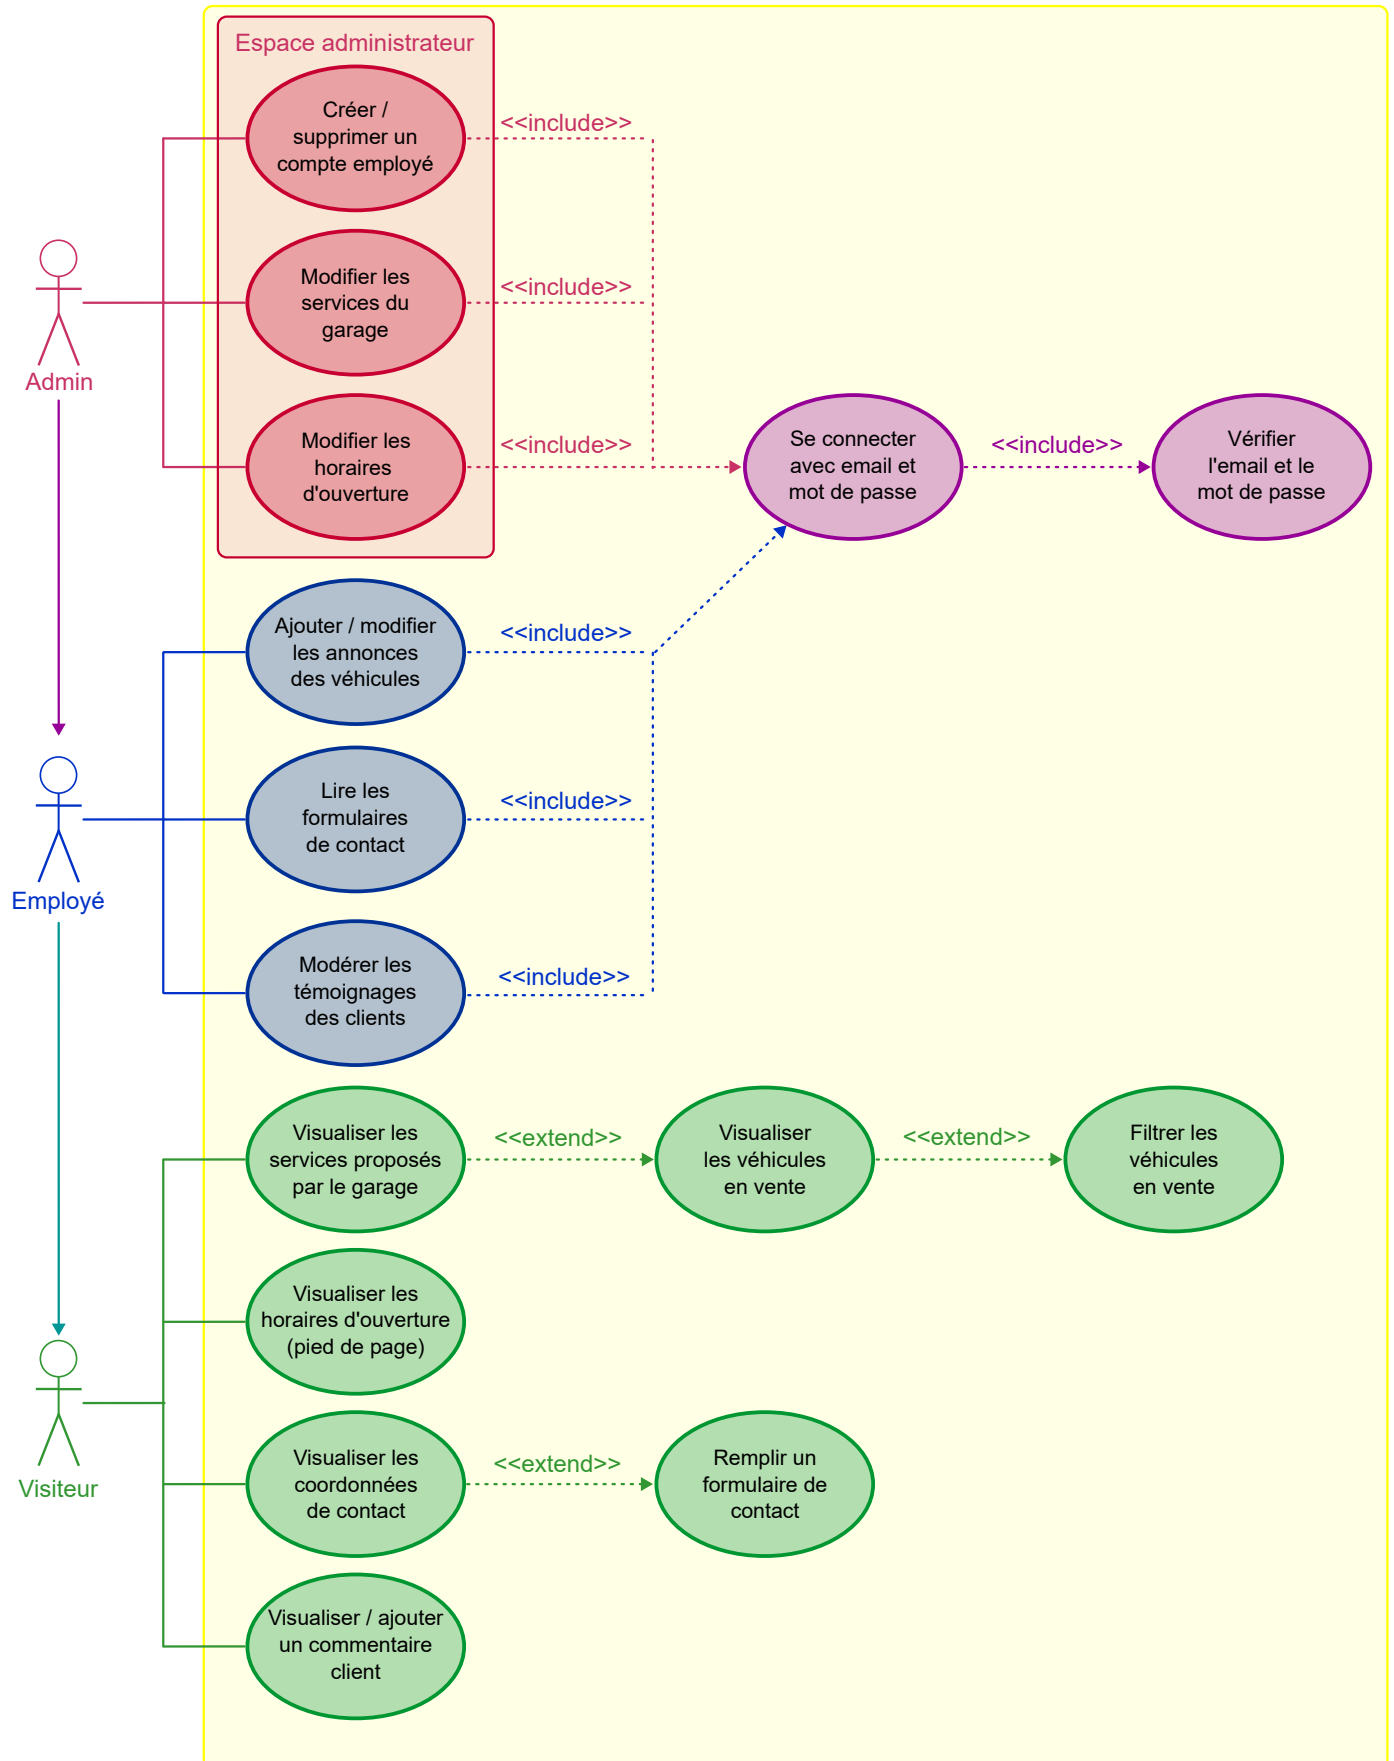 Espace administrateur
Créer /
supprimer un
compte employé
<<include>>
Modifier les
services du
garage
<<include>>
Admin
Modifier les
horaires
d'ouverture
<<include>>
Se connecter
avec email et
mot de passe
<<include>>
Vérifier
l'email et le
mot de passe
Ajouter / modifier
les annonces
des véhicules
<<include>>
Lire les
formulaires
de contact
<<include>>
Employé
Modérer les
témoignages
des clients
<<include>>
Visualiser les
services proposés
par le garage
<<extend>>
Visualiser
les véhicules
en vente
<<extend>>
Filtrer les
véhicules
en vente
Visualiser les
horaires d'ouverture
(pied de page)
Visiteur
Visualiser les
coordonnées
de contact
<<extend>>
Remplir un
formulaire de
contact
Visualiser / ajouter
un commentaire
client